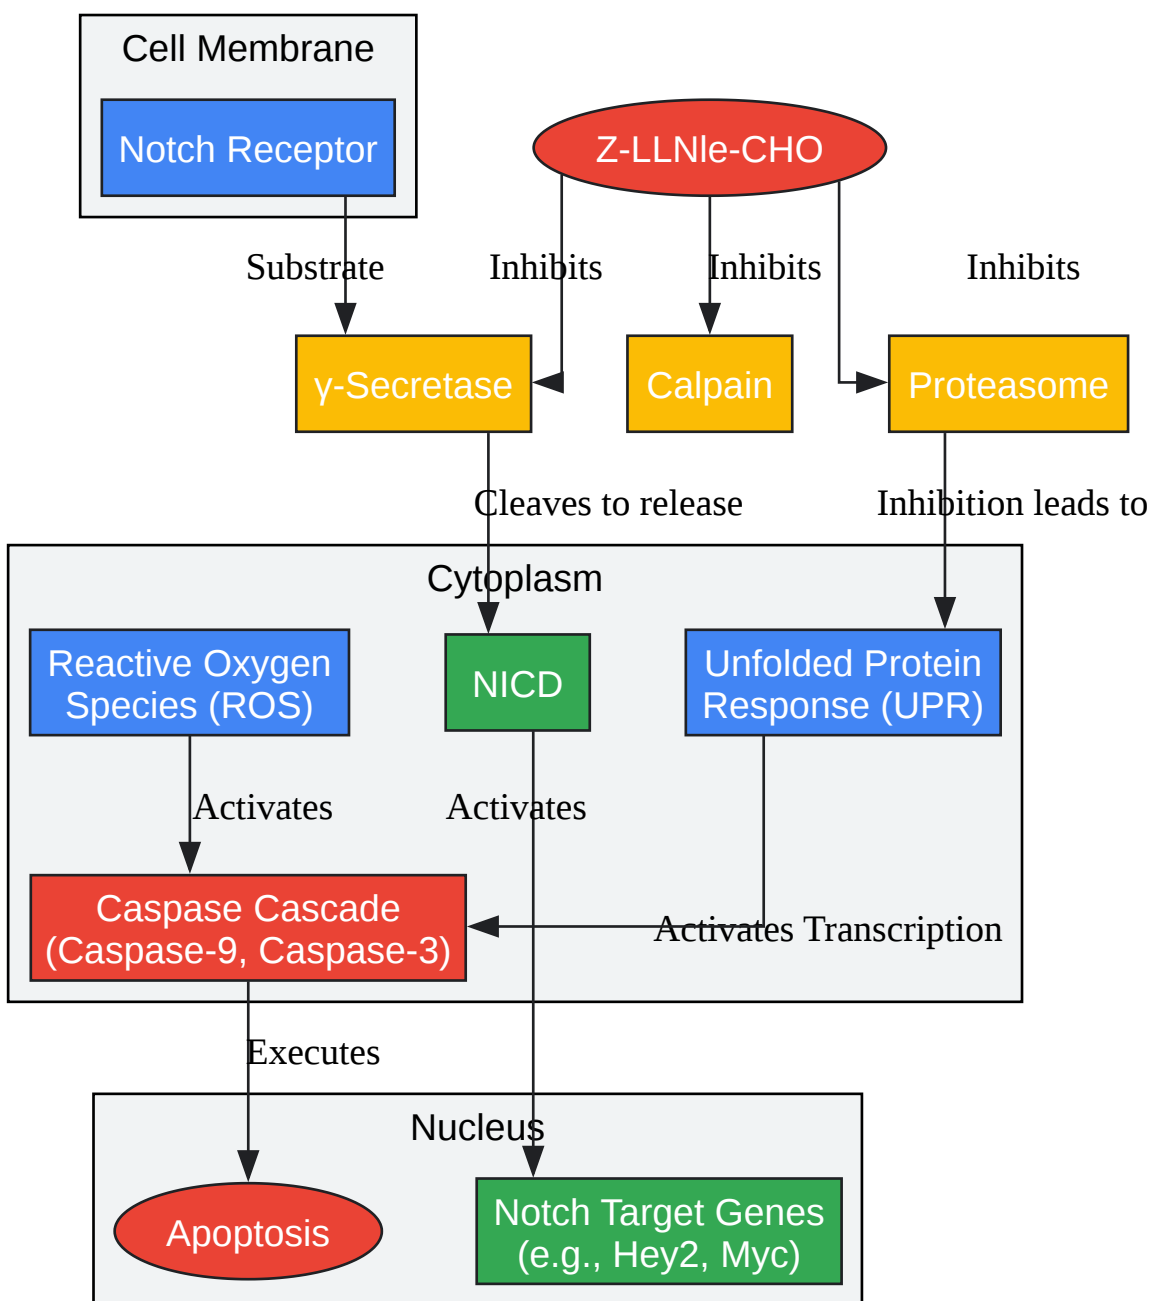 Cell Membrane
Notch Receptor
Z-LLNle-CHO
Substrate
Inhibits
Inhibits
Inhibits
γ-Secretase
Calpain
Proteasome
Cleaves to release
Inhibition leads to
Cytoplasm
Reactive Oxygen
Species (ROS)
NICD
Unfolded Protein
Response (UPR)
Activates
Activates
Caspase Cascade
(Caspase-9, Caspase-3)
Activates Transcription
Executes
Nucleus
Apoptosis
Notch Target Genes
(e.g., Hey2, Myc)